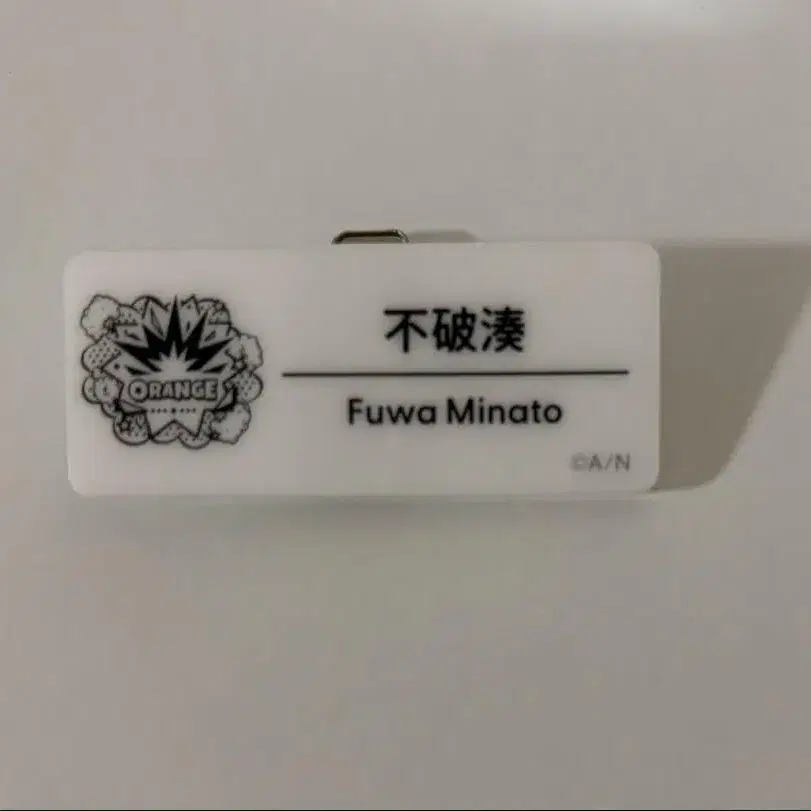 ORANGE
不破湊
Fuwa Minato
©A/N